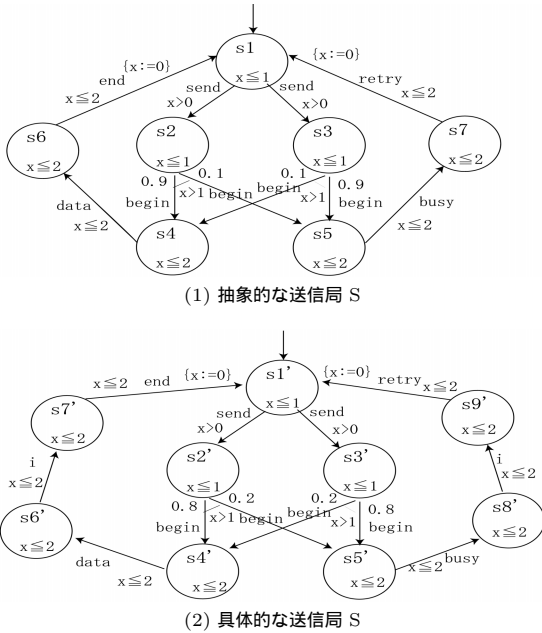 s1
x≦1
{x:=0}
end
x≦2
send
x>0
send
x>0
{x:=0}
retry
x≦2
s6
x≦2
s2
x≦1
s3
x≦1
s7
x≦2
0.9
begin
x>1
0.1
begin
0.1
begin
x>1
0.9
begin
data
x≦2
s4
x≦2
s5
x≦2
busy
x≦2
(1) 抽象的な送信局 S
s1'
x≦1
x≦2
end
{x:=0}
{x:=0}
retry
x≦2
send
x>0
send
x>0
s7'
x≦2
s9'
x≦2
i
x≦2
s2'
x≦1
s3'
x≦1
i
x≦2
s6'
x≦2
0.8
begin
x>1
0.2
begin
0.2
begin
x>1
0.8
begin
s8'
x≦2
data
x≦2
s4'
x≦2
s5'
x≦2
x≦2
busy
(2) 具体的な送信局 S